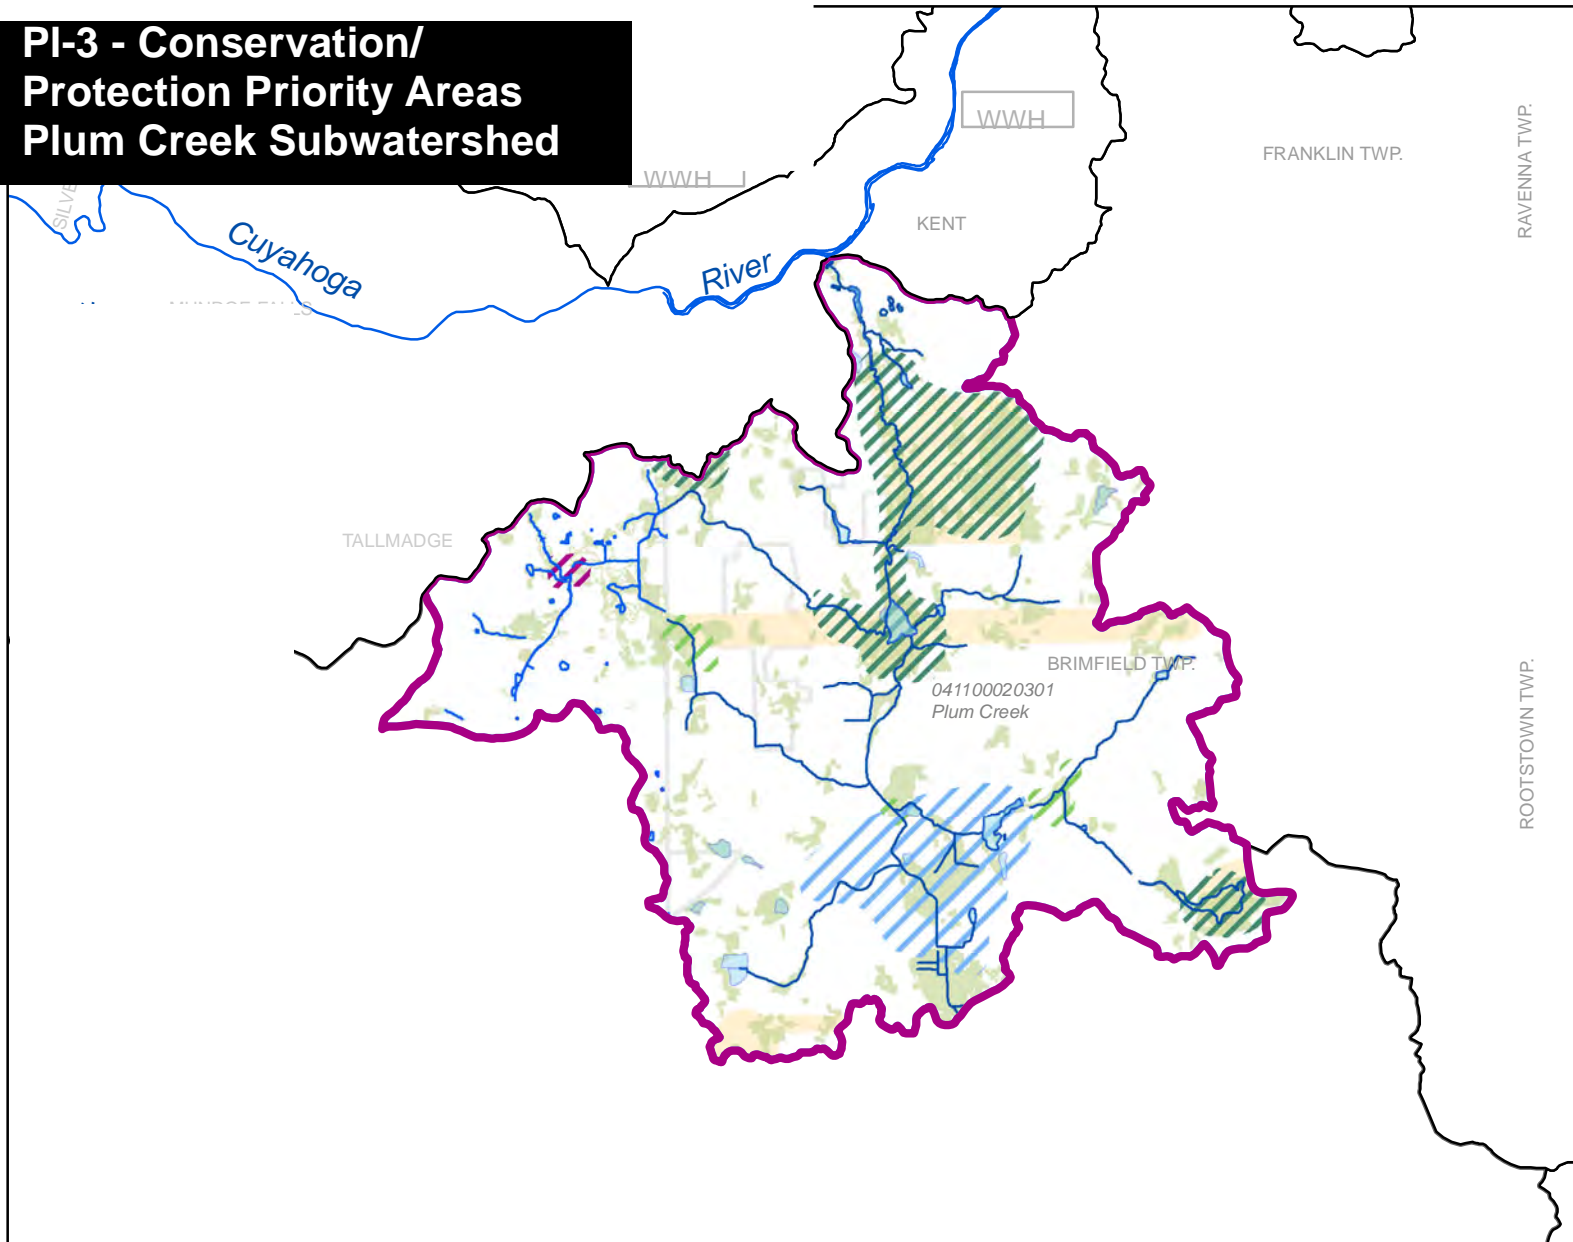 PI-3 - Conservation/
Protection Priority Areas
Plum Creek Subwatershed
WWH
WWH
FRANKLIN TWP.
RAVENNA TWP.
KENT
Cuyahoga
River
TALLMADGE
BRIMFIELD TWP.
041100020301
Plum Creek
ROOTSTOWN TWP.